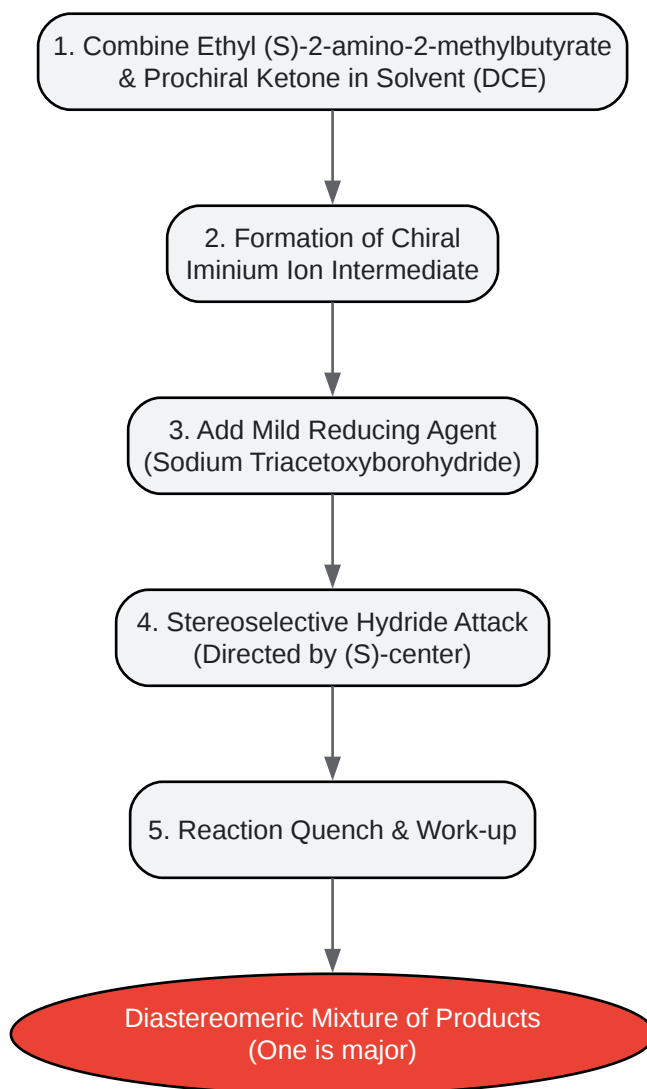 1. Combine Ethyl (S)-2-amino-2-methylbutyrate
& Prochiral Ketone in Solvent (DCE)
2. Formation of Chiral
Iminium Ion Intermediate
3. Add Mild Reducing Agent
(Sodium Triacetoxyborohydride)
4. Stereoselective Hydride Attack
(Directed by (S)-center)
5. Reaction Quench & Work-up
Diastereomeric Mixture of Products
(One is major)